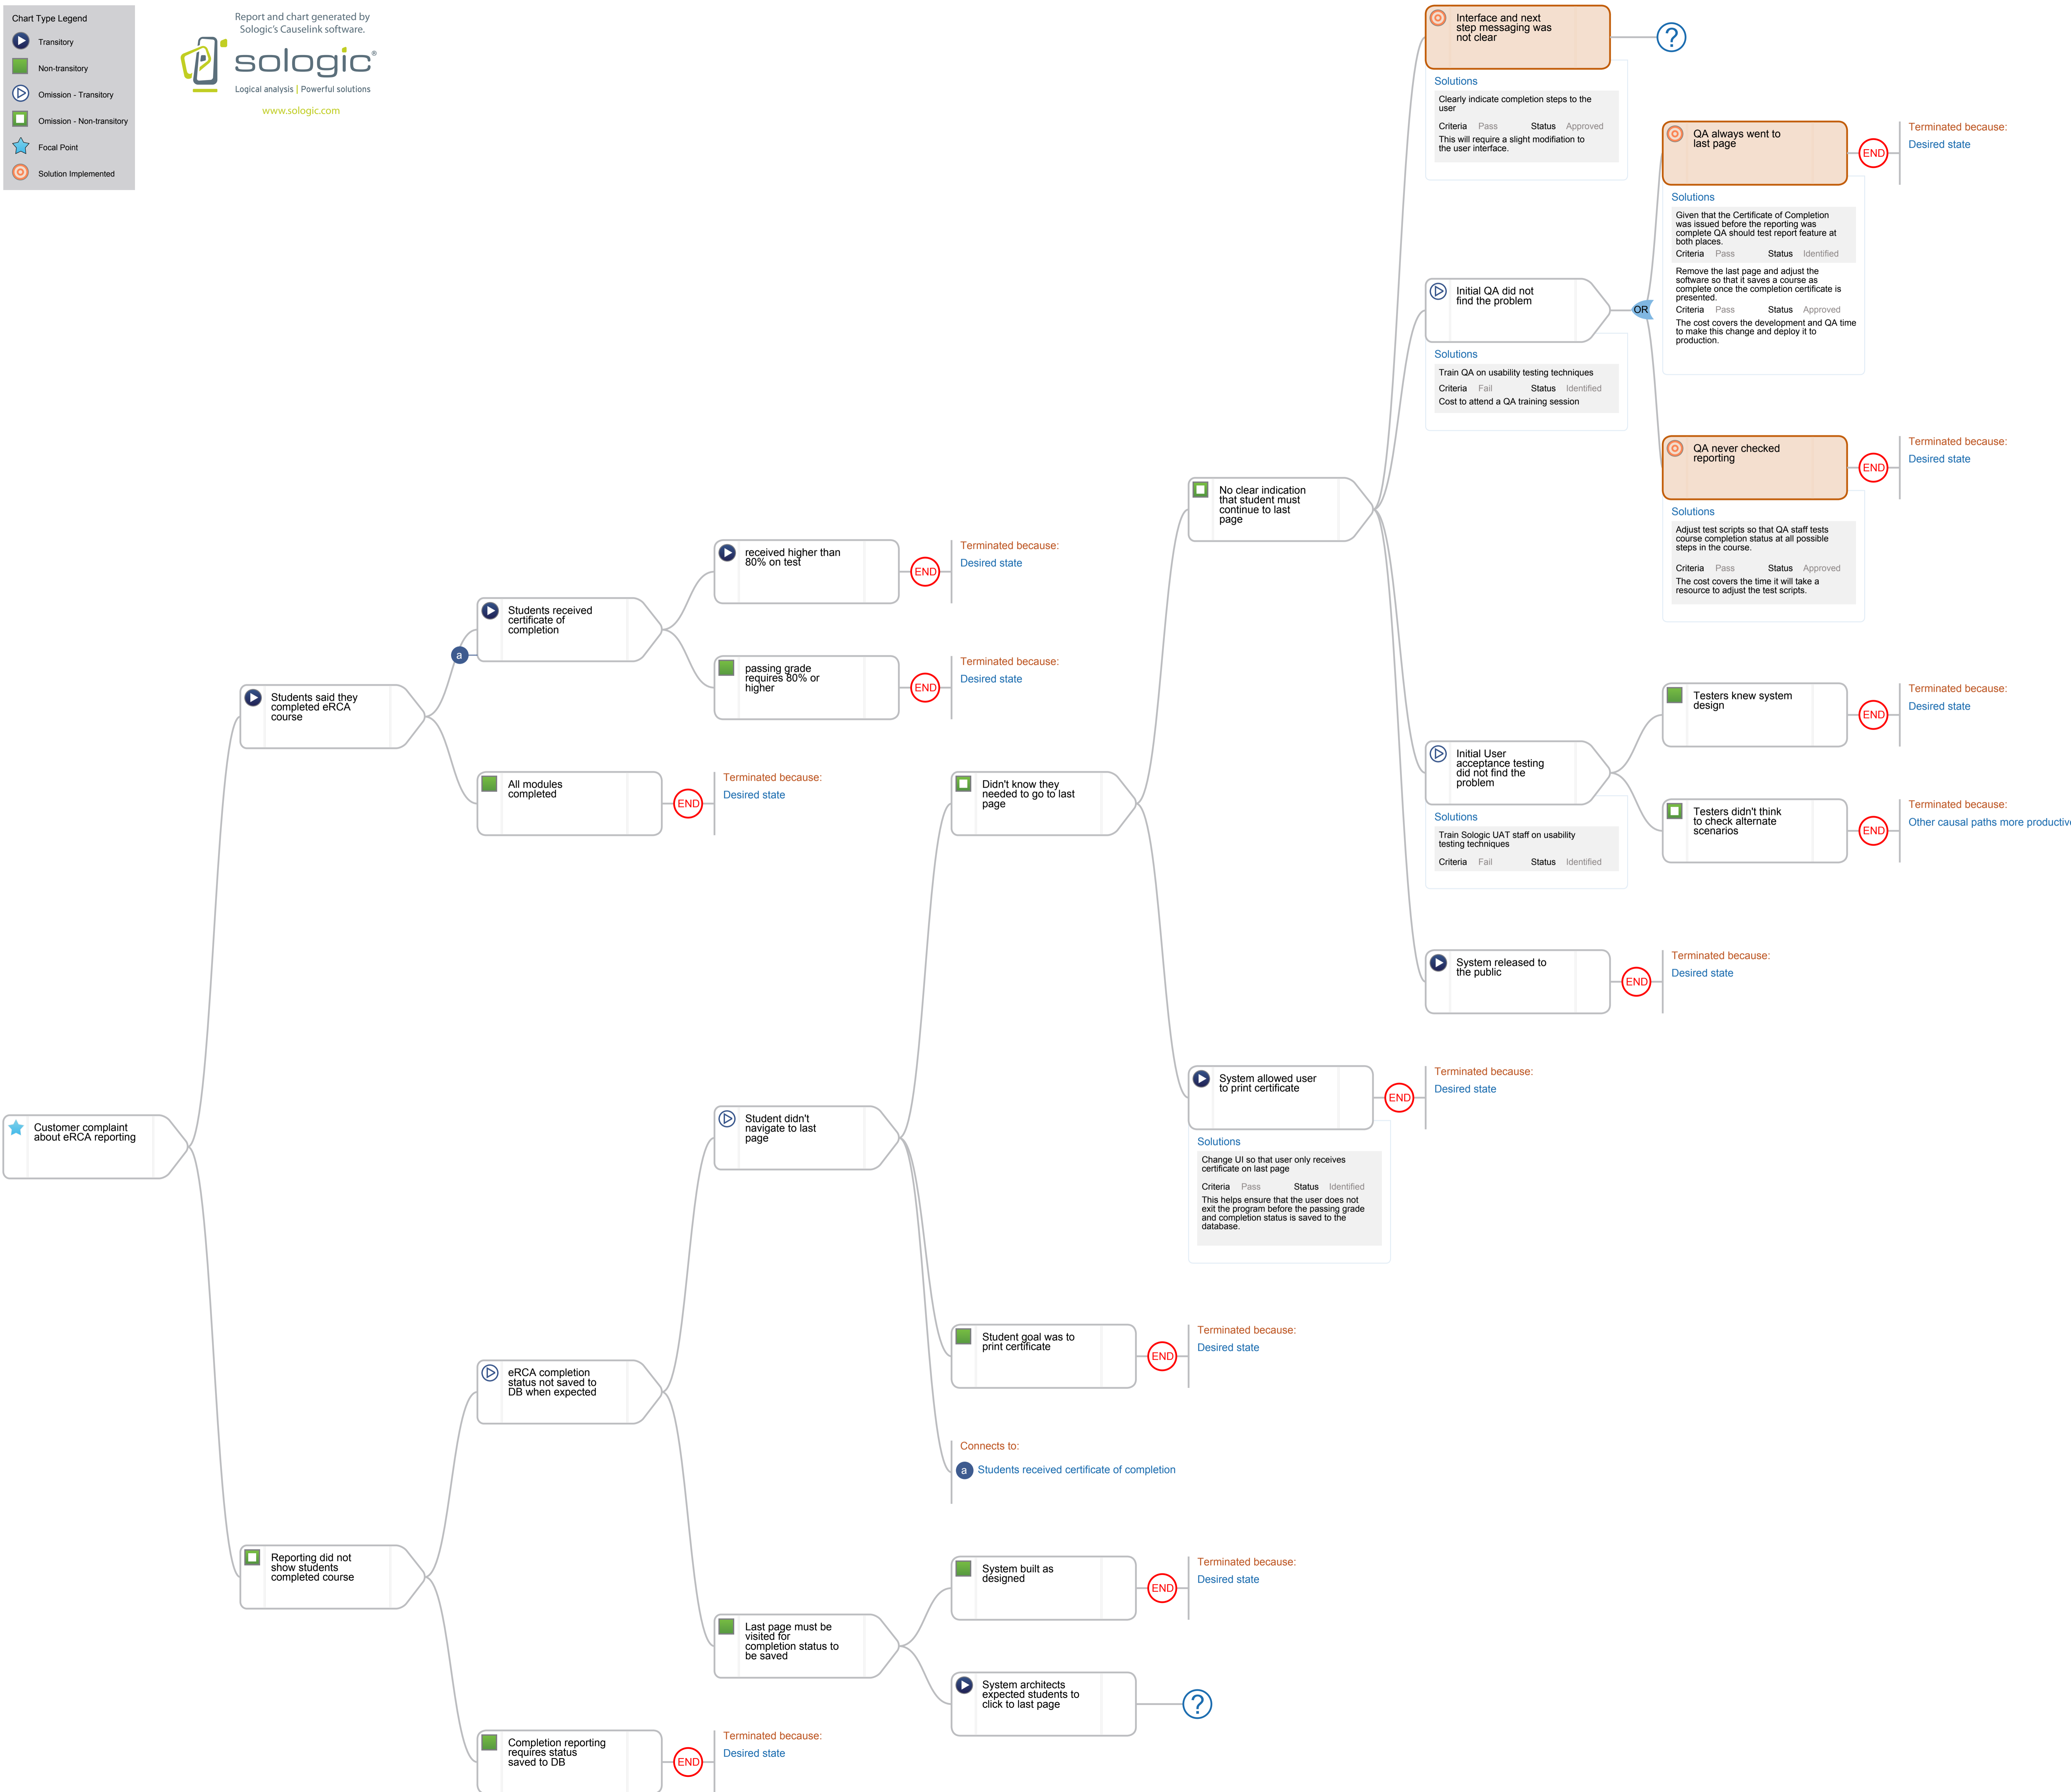 Chart Type Legend
Transitory
Non-transitory
Omission - Transitory
Omission - Non-transitory
Focal Point
Solution Implemented
Report and chart generated by
Sologic's Causelink software.
sologic®
Logical analysis | Powerful solutions
www.sologic.com
Customer complaint
about eRCA reporting
Students said they
completed eRCA
course
a
Students received
certificate of
completion
received higher than
80% on test
END
Terminated because:
Desired state
passing grade
requires 80% or
higher
END
Terminated because:
Desired state
All modules
completed
END
Terminated because:
Desired state
Reporting did not
show students
completed course
eRCA completion
status not saved to
DB when expected
Student didn't
navigate to last
page
Didn't know they
needed to go to last
page
No clear indication
that student must
continue to last
page
Interface and next
step messaging was
not clear
?
Solutions
Clearly indicate completion steps to the
user
Criteria Pass Status Approved
This will require a slight modifiation to
the user interface.
Initial QA did not
find the problem
OR
Solutions
Train QA on usability testing techniques
Criteria Fail Status Identified
Cost to attend a QA training session
QA always went to
last page
END
Terminated because:
Desired state
Solutions
Given that the Certificate of Completion
was issued before the reporting was
complete QA should test report feature at
both places.
Criteria Pass Status Identified
Remove the last page and adjust the
software so that it saves a course as
complete once the completion certificate is
presented.
Criteria Pass Status Approved
The cost covers the development and QA time
to make this change and deploy it to
production.
QA never checked
reporting
END
Terminated because:
Desired state
Solutions
Adjust test scripts so that QA staff tests
course completion status at all possible
steps in the course.
Criteria Pass Status Approved
The cost covers the time it will take a
resource to adjust the test scripts.
Initial User
acceptance testing
did not find the
problem
Solutions
Train Sologic UAT staff on usability
testing techniques
Criteria Fail Status Identified
Testers knew system
design
END
Terminated because:
Desired state
Testers didn't think
to check alternate
scenarios
END
Terminated because:
Other causal paths more productive
System released to
the public
END
Terminated because:
Desired state
System allowed user
to print certificate
END
Terminated because:
Desired state
Solutions
Change UI so that user only receives
certificate on last page
Criteria Pass Status Identified
This helps ensure that the user does not
exit the program before the passing grade
and completion status is saved to the
database.
Student goal was to
print certificate
END
Terminated because:
Desired state
Connects to:
a Students received certificate of completion
Last page must be
visited for
completion status to
be saved
System built as
designed
END
Terminated because:
Desired state
System architects
expected students to
click to last page
?
Completion reporting
requires status
saved to DB
END
Terminated because:
Desired state